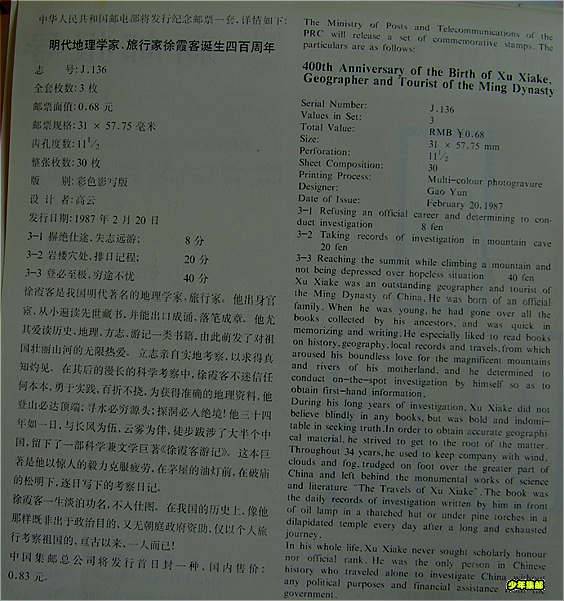 中华人民共和国邮电部将发行纪念邮票一套,详情如下:
明代地理学家、旅行家徐霞客诞生四百周年
志 号:J.136
全套枚数:3 枚
邮票面值:0.68 元
邮票规格:31 × 57.75 毫米
齿孔度数:11 1/2
整张枚数:30 枚
版 别:彩色影写版
设 计 者:高云
发行日期:1987 年 2 月 20 日
3-1 摒绝仕途,矢志远游; 8 分
3-2 岩楼穴处,排日记程; 20 分
3-3 登必至极,穷途不忧 40 分
徐霞客是我国明代著名的地理学家、旅行家。他出身官
宦,从小遍读先世藏书,并能出口成诵,落笔成章。他尤
其爱读历史、地理、方志、游记一类书籍,由此萌发了对祖
国壮丽山河的无限热爱。立志亲自实地考察,以求得真
知灼见。在其后的漫长的科学考察中,徐霞客不迷信任
何本本,勇于实践,百折不挠,为获得准确的地理资料,他
登山必达顶端;寻水必穷源头;探洞必入绝境!他三十四
年如一日,与长风为伍,云雾为伴,徒步跋涉了大半个中
国,留下了一部科学兼文学巨著《徐霞客游记》。这本巨
著是他以惊人的毅力克服疲劳,在茅屋的油灯前,在破庙
的松明下,逐日写下的考察日记。
徐霞客一生淡泊功名,不入仕图。在我国的历史上,像他
那样既非出于政治目的,又无朝庭政府资助,仅以个人旅
行考察祖国的,亘古以来,一人而已!
中国集邮总公司将发行首日封一种,国内售价:
0.83 元。
The Ministry of Posts and Telecommunications of the
PRC will release a set of commemorative stamps. The
particulars are as follows:
400th Anniversary of the Birth of Xu Xiake,
Geographer and Tourist of the Ming Dynasty
Serial Number: J.136
Values in Set: 3
Total Value: RMB ￥0.68
Size: 31 × 57.75 mm
Perforation: 11 1/2
Sheet Composition: 30
Printing Process: Multi-colour photogravure
Designer: Gao Yun
Date of Issue: February 20,1987
3-1 Refusing an official career and determining to con-
duct investigation 8 fen
3-2 Taking records of investigation in mountain cave
20 fen
3-3 Reaching the summit while climbing a mountain and
not being depressed over hopeless situation 40 fen
Xu Xiake was an outstanding geographer and tourist of
the Ming Dynasty of China. He was born of an official
family. When he was young, he had gone over all the
books collected by his ancestors, and was quick in
memorizing and writing. He especially liked to read books
on history, geography, local records and travels, from which
aroused his boundless love for the magnificent mountains
and rivers of his motherland, and he determined to
conduct on-the-spot investigation by himself so as to
obtain first-hand information.
During his long years of investigation, Xu Xiake did not
believe blindly in any books, but was bold and indomi-
table in seeking truth. In order to obtain accurate geographi-
cal material, he strived to get to the root of the matter.
Throughout 34 years, he used to keep company with wind,
clouds and fog, trudged on foot over the greater part of
China and left behind the monumental works of science
and literature "The Travels of Xu Xiake". The book was
the daily records of investigation written by him in front
of oil lamp in a thatched hut or under pine torches in a
dilapidated temple every day after a long and exhausted
journey.
In his whole life, Xu Xiake never sought scholarly honour
nor official rank. He was the only person in Chinese
history who traveled alone to investigate China
any political purposes and financial assistance
government.
少年集邮